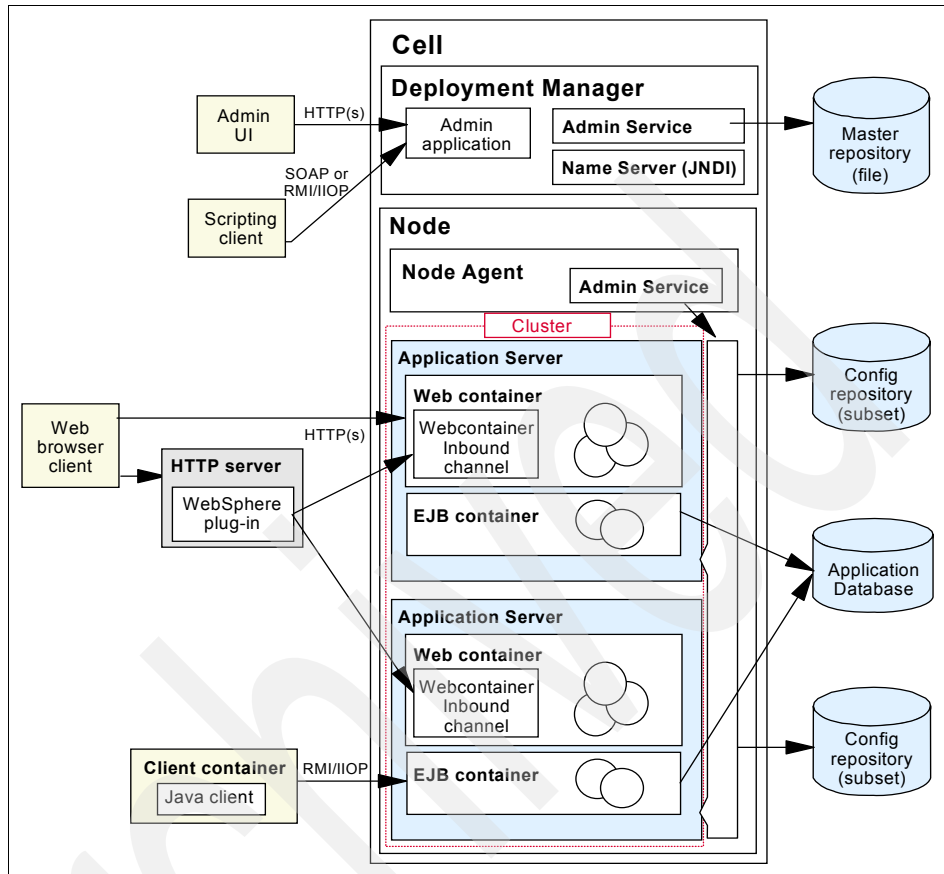 Cell
Deployment Manager
Admin
UI
HTTP(s)
Admin
application
Admin Service
Name Server (JNDI)
Master
repository
(file)
SOAP or
RMI/IIOP
Scripting
client
Node
Node Agent
Admin Service
Cluster
Application Server
Web container
Webcontainer
Inbound
channel
EJB container
Config
repository
(subset)
Web
browser
client
HTTP(s)
HTTP server
WebSphere
plug-in
Application
Database
Application Server
Web container
Webcontainer
Inbound
channel
EJB container
Config
repository
(subset)
Client container
Java client
RMI/IIOP